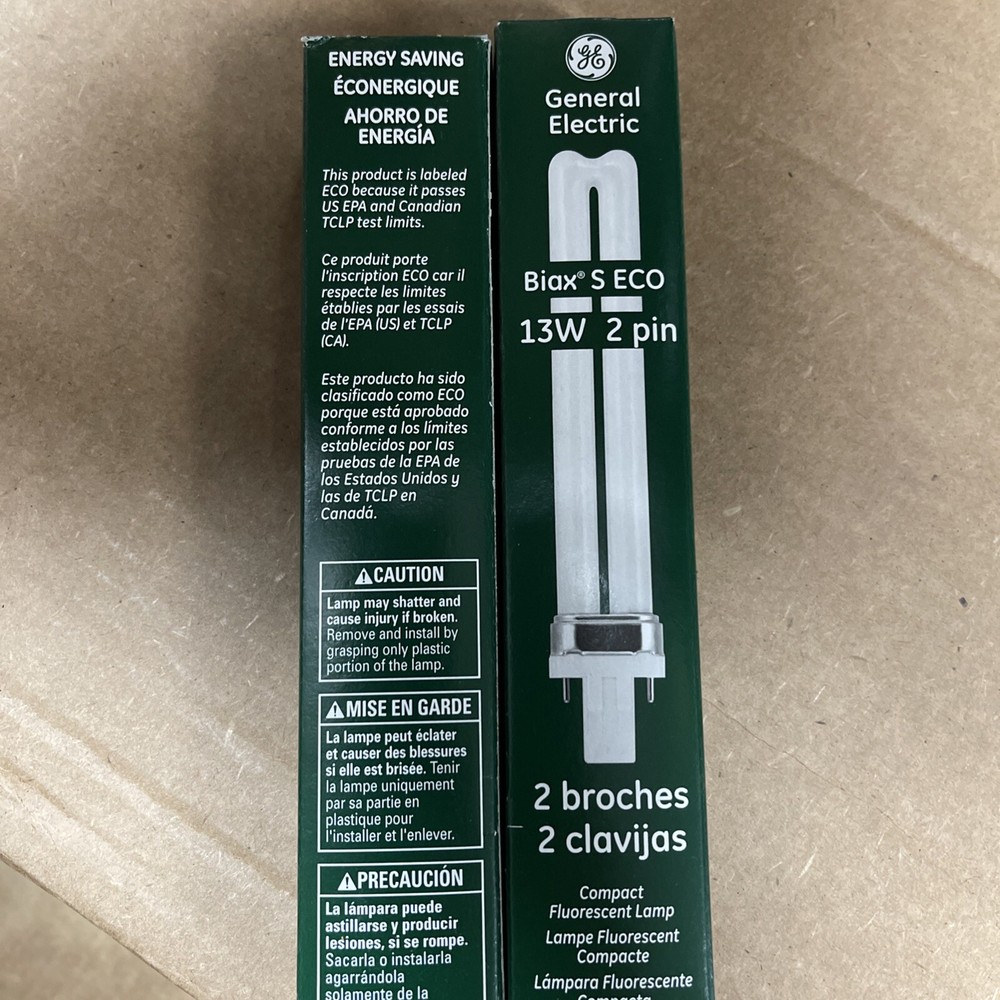 ENERGY SAVING
ÉCONERGIQUE
AHORRO DE
ENERGÍA
This product is labeled
ECO because it passes
US EPA and Canadian
TCLP test limits.
Ce produit porte
l'inscription ECO car il
respecte les limites
établies par les essais
de l'EPA (US) et TCLP
(CA).
Este producto ha sido
clasificado como ECO
porque está aprobado
conforme a los límites
establecidos por las
pruebas de la EPA de
los Estados Unidos y
las de TCLP en
Canadá.
CAUTION
Lamp may shatter and
cause injury if broken.
Remove and install by
grasping only plastic
portion of the lamp.
MISE EN GARDE
La lampe peut éclater
et causer des blessures
si elle est brisée. Tenir
la lampe uniquement
par sa partie en
plastique pour
l'installer et l'enlever.
PRECAUCIÓN
La lámpara puede
astillarse y producir
lesiones, si se rompe.
Sacarla o instalarla
agarrándola
solamente de la
GE
General
Electric
Biax® S ECO
13W 2 pin
2 broches
2 clavijas
Compact
Fluorescent Lamp
Lampe Fluorescent
Compacte
Lámpara Fluorescente
Compacta